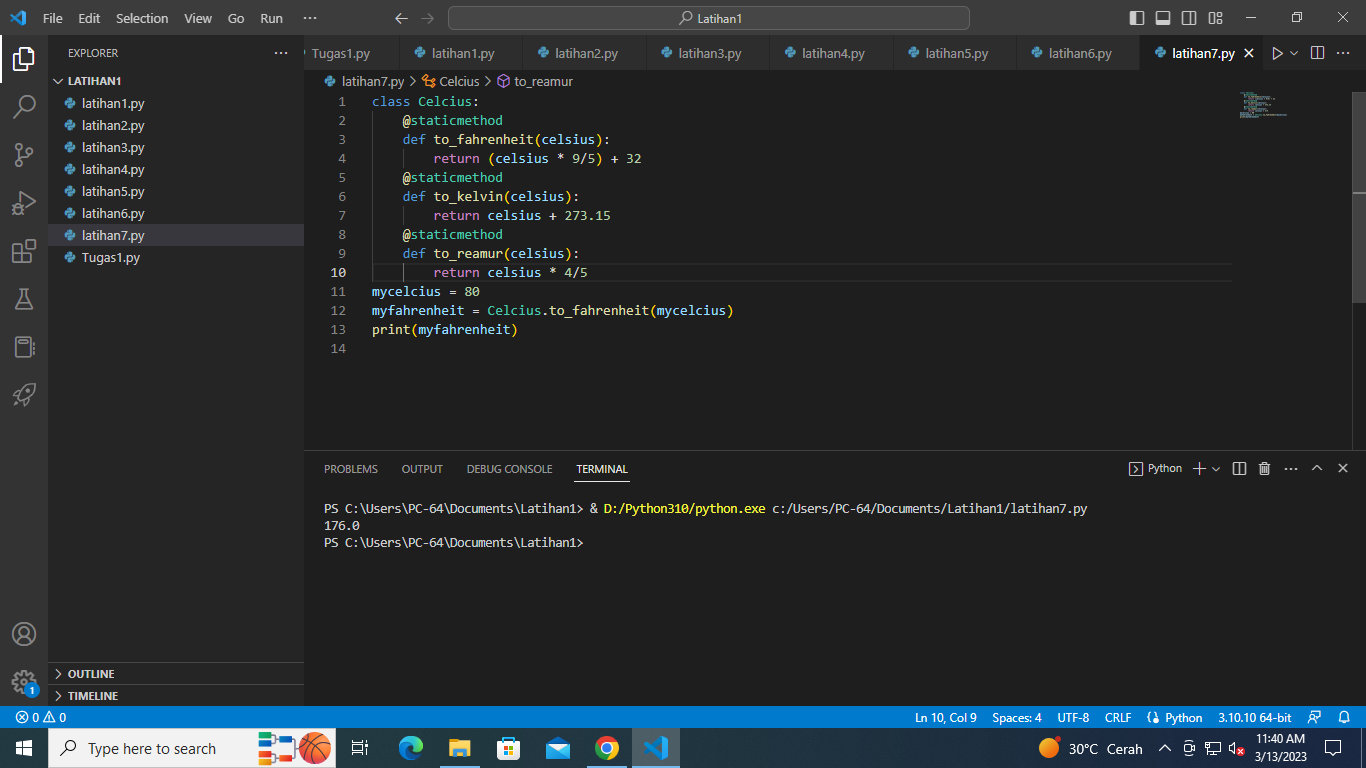 File Edit Selection View Go Run ··· Latihan1
EXPLORER ···
Tugas1.py latihan1.py latihan2.py latihan3.py latihan4.py latihan5.py latihan6.py latihan7.py
LATIHAN1
latihan1.py
latihan2.py
latihan3.py
latihan4.py
latihan5.py
latihan6.py
latihan7.py
Tugas1.py
OUTLINE
TIMELINE
latihan7.py > Celcius > to_reamur
1 class Celcius:
2     @staticmethod
3     def to_fahrenheit(celsius):
4         return (celsius * 9/5) + 32
5     @staticmethod
6     def to_kelvin(celsius):
7         return celsius + 273.15
8     @staticmethod
9     def to_reamur(celsius):
10         return celsius * 4/5
11 mycelcius = 80
12 myfahrenheit = Celcius.to_fahrenheit(mycelcius)
13 print(myfahrenheit)
14
PROBLEMS OUTPUT DEBUG CONSOLE TERMINAL Python
PS C:\Users\PC-64\Documents\Latihan1> & D:/Python310/python.exe c:/Users/PC-64/Documents/Latihan1/latihan7.py
176.0
PS C:\Users\PC-64\Documents\Latihan1>
1
0 0 Ln 10, Col 9 Spaces: 4 UTF-8 CRLF Python 3.10.10 64-bit
Type here to search 30°C Cerah 11:40 AM
3/13/2023